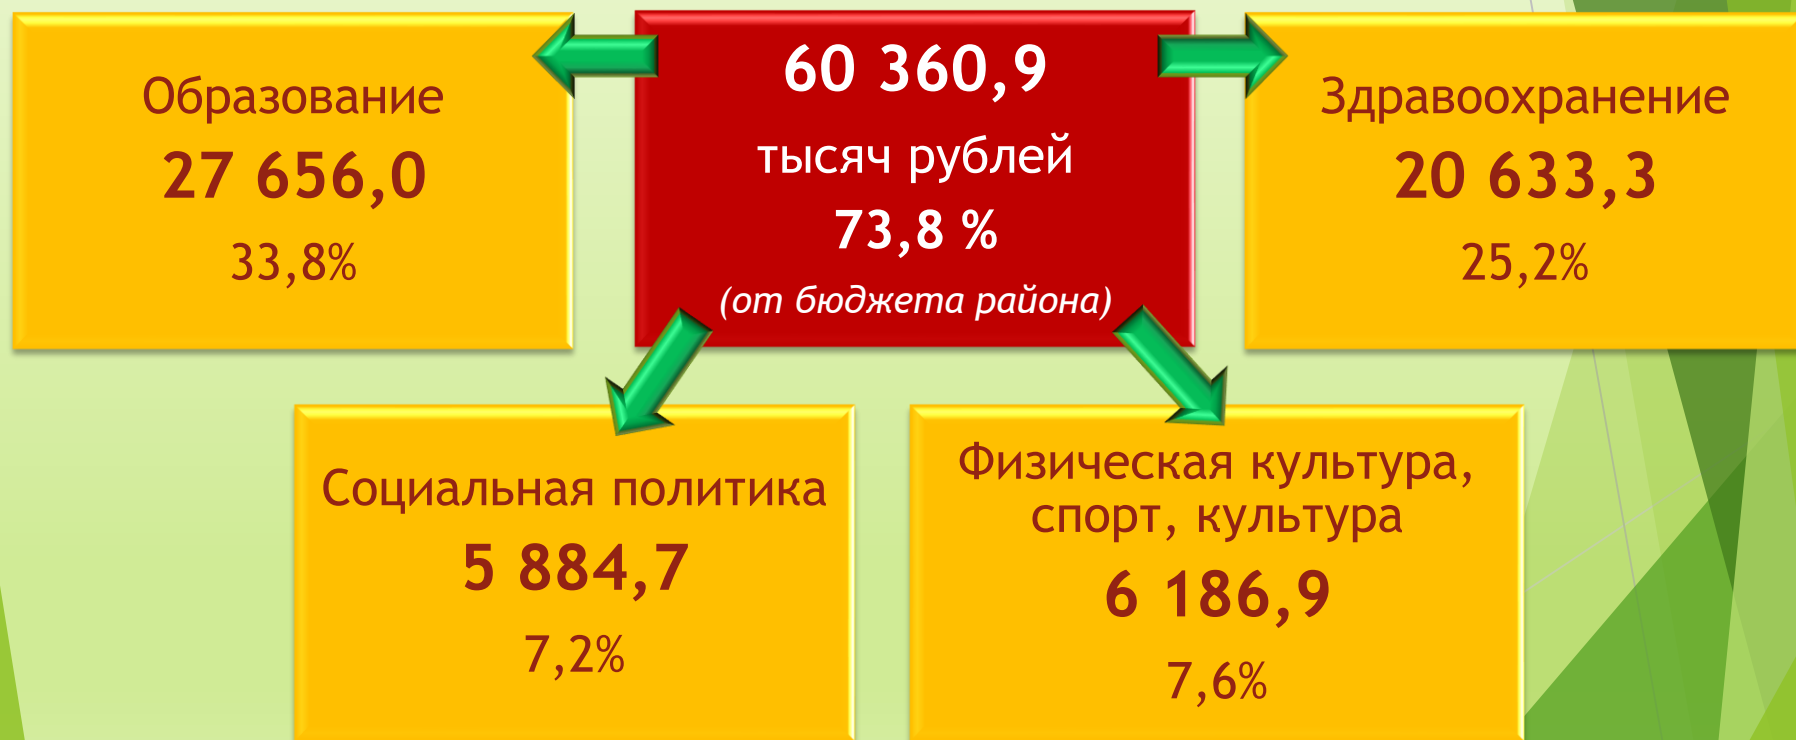 Образование
27 656,0
33,8%
60 360,9
тысяч рублей
73,8 %
(от бюджета района)
Здравоохранение
20 633,3
25,2%
Социальная политика
5 884,7
7,2%
Физическая культура,
спорт, культура
6 186,9
7,6%